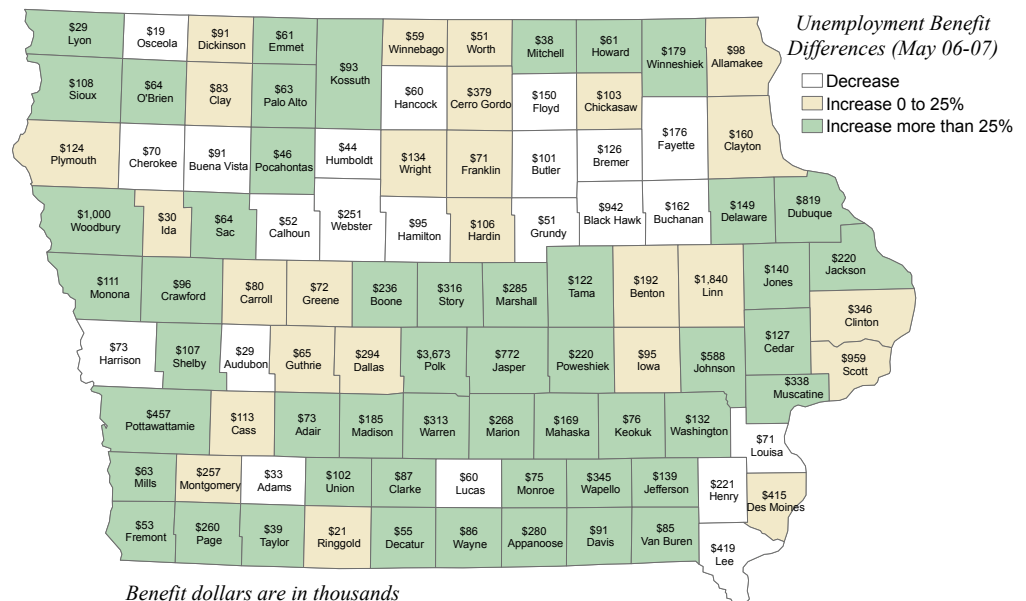 Unemployment Benefit
Differences (May 06-07)
Decrease
Increase 0 to 25%
Increase more than 25%
$29
Lyon
$19
Osceola
$91
Dickinson
$61
Emmet
$93
Kossuth
$59
Winnebago
$51
Worth
$38
Mitchell
$61
Howard
$179
Winneshiek
$98
Allamakee
$108
Sioux
$64
O'Brien
$83
Clay
$63
Palo Alto
$60
Hancock
$379
Cerro Gordo
$150
Floyd
$103
Chickasaw
$176
Fayette
$160
Clayton
$124
Plymouth
$70
Cherokee
$91
Buena Vista
$46
Pocahontas
$44
Humboldt
$134
Wright
$71
Franklin
$101
Butler
$126
Bremer
$1,000
Woodbury
$30
Ida
$64
Sac
$52
Calhoun
$251
Webster
$95
Hamilton
$106
Hardin
$51
Grundy
$942
Black Hawk
$162
Buchanan
$149
Delaware
$819
Dubuque
$111
Monona
$96
Crawford
$80
Carroll
$72
Greene
$236
Boone
$316
Story
$285
Marshall
$122
Tama
$192
Benton
$1,840
Linn
$140
Jones
$220
Jackson
$346
Clinton
$73
Harrison
$107
Shelby
$29
Audubon
$65
Guthrie
$294
Dallas
$3,673
Polk
$772
Jasper
$220
Poweshiek
$95
Iowa
$588
Johnson
$127
Cedar
$959
Scott
$338
Muscatine
$457
Pottawattamie
$113
Cass
$73
Adair
$185
Madison
$313
Warren
$268
Marion
$169
Mahaska
$76
Keokuk
$132
Washington
$71
Louisa
$63
Mills
$257
Montgomery
$33
Adams
$102
Union
$87
Clarke
$60
Lucas
$75
Monroe
$345
Wapello
$139
Jefferson
$221
Henry
$415
Des Moines
$53
Fremont
$260
Page
$39
Taylor
$21
Ringgold
$55
Decatur
$86
Wayne
$280
Appanoose
$91
Davis
$85
Van Buren
$419
Lee
Benefit dollars are in thousands